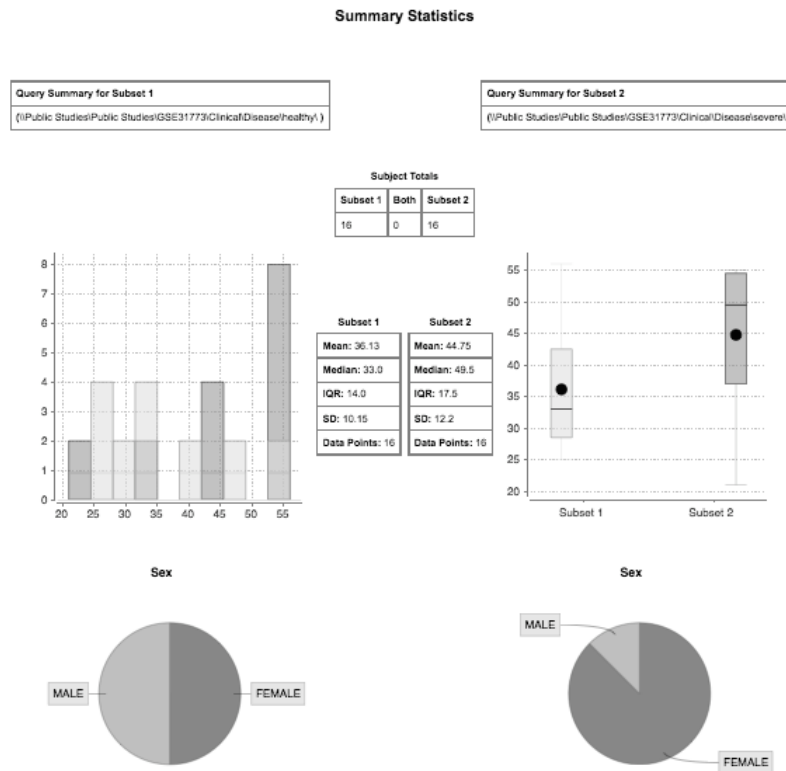 Summary Statistics
Query Summary for Subset 1
(\\Public Studies\Public Studies\GSE31773\Clinical\Disease\healthy\ )
Query Summary for Subset 2
(\\Public Studies\Public Studies\GSE31773\Clinical\Disease\severe\
Subject Totals
Subset 1 Both Subset 2
16 0 16
8
7
6
5
4
3
2
1
0
20 25 30 35 40 45 50 55
Subset 1
Mean: 36.13
Median: 33.0
IQR: 14.0
SD: 10.15
Data Points: 16
Subset 2
Mean: 44.75
Median: 49.5
IQR: 17.5
SD: 12.2
Data Points: 16
55
50
45
40
35
30
25
20
Subset 1 Subset 2
Sex
MALE FEMALE
Sex
MALE
FEMALE